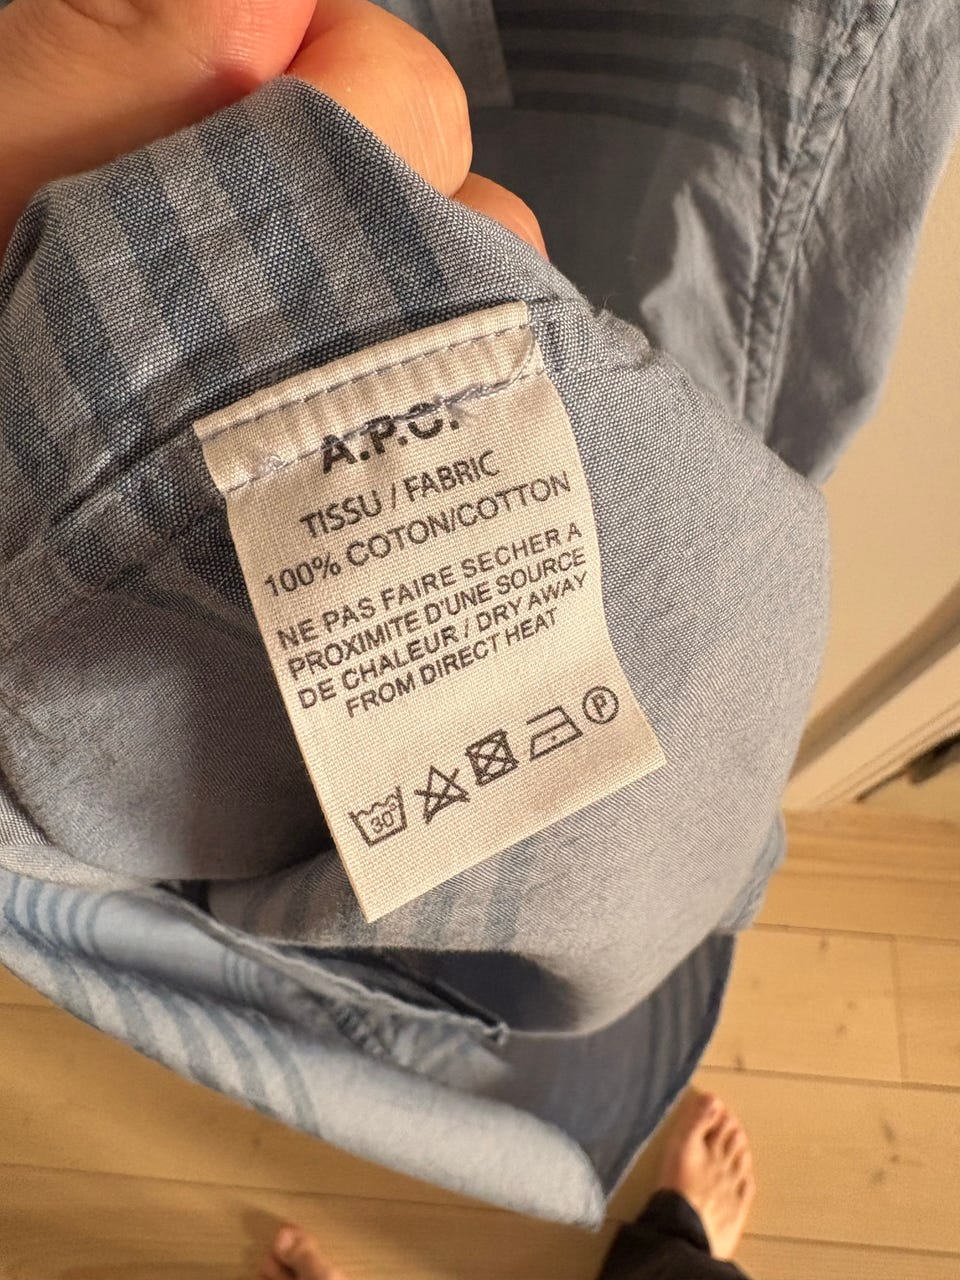 A.P.C.
TISSU / FABRIC
100% COTON/COTTON
NE PAS FAIRE SECHER A
PROXIMITE D'UNE SOURCE
DE CHALEUR / DRY AWAY
FROM DIRECT HEAT
30° P